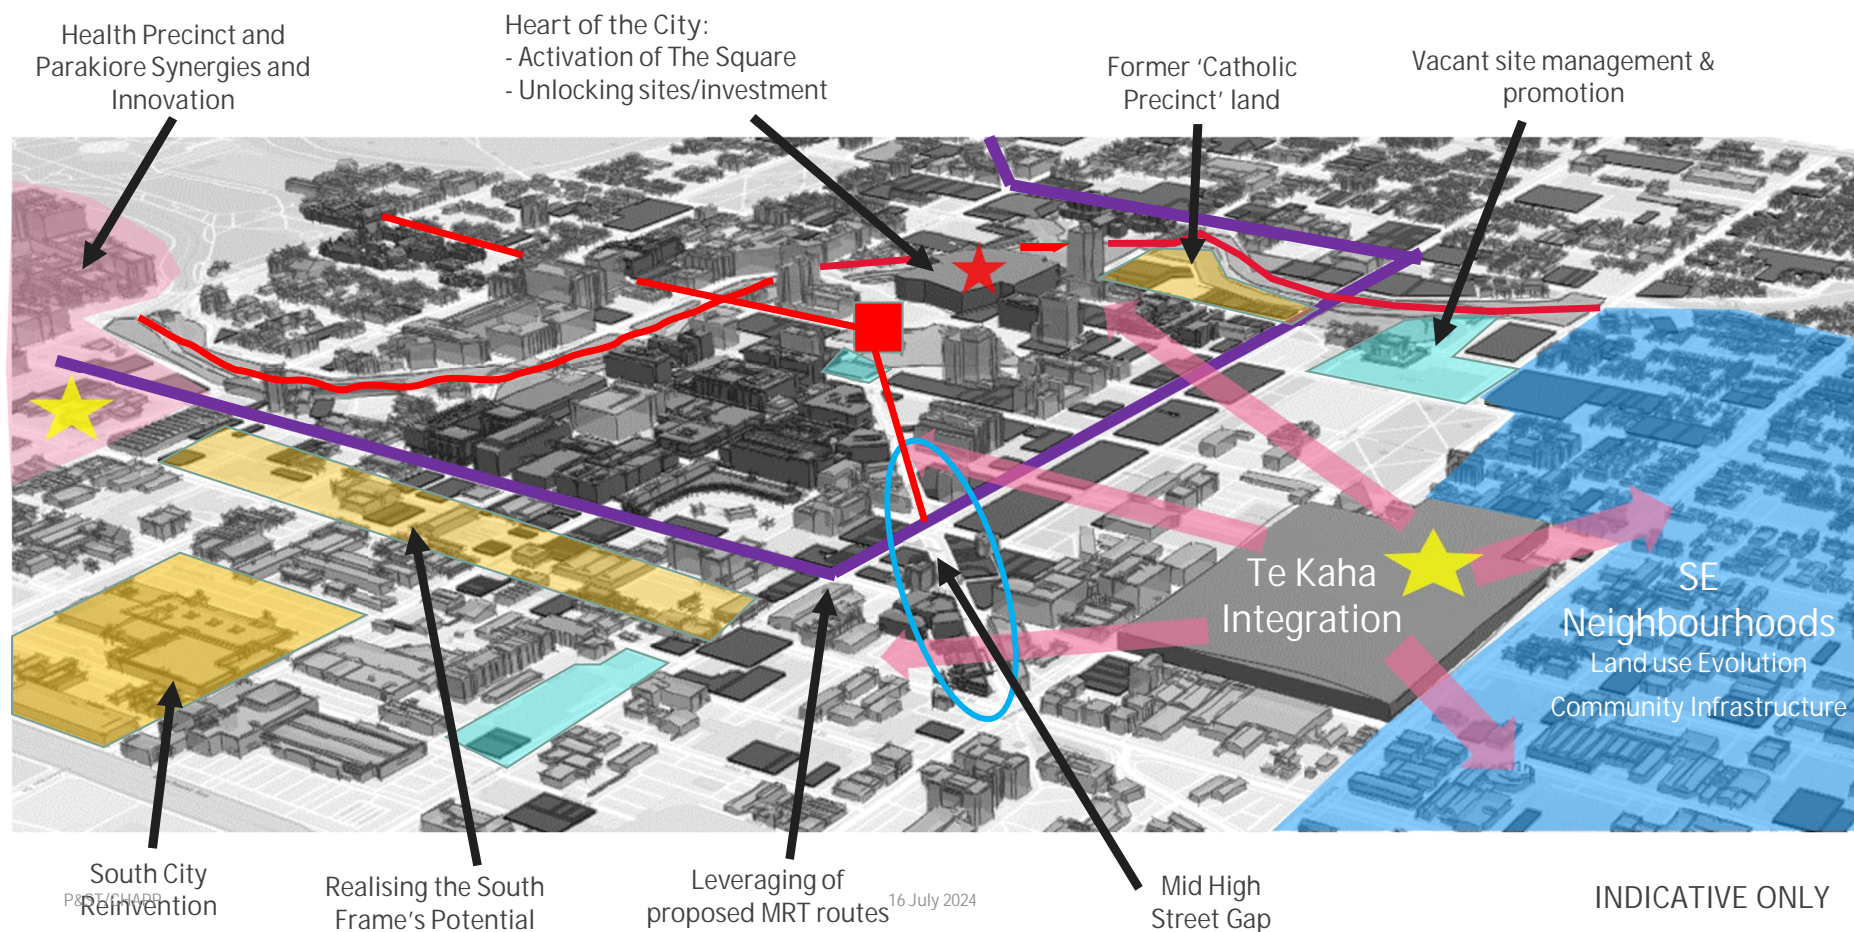 Health Precinct and
Parakiore Synergies and
Innovation
Heart of the City:
- Activation of The Square
- Unlocking sites/investment
Former ‘Catholic
Precinct’ land
Vacant site management &
promotion
Te Kaha
Integration
SE
Neighbourhoods
Land use Evolution
Community Infrastructure
South City
Reinvention
P&ST/CHAPP
Realising the South
Frame's Potential
Leveraging of
proposed MRT routes
16 July 2024
Mid High
Street Gap
INDICATIVE ONLY